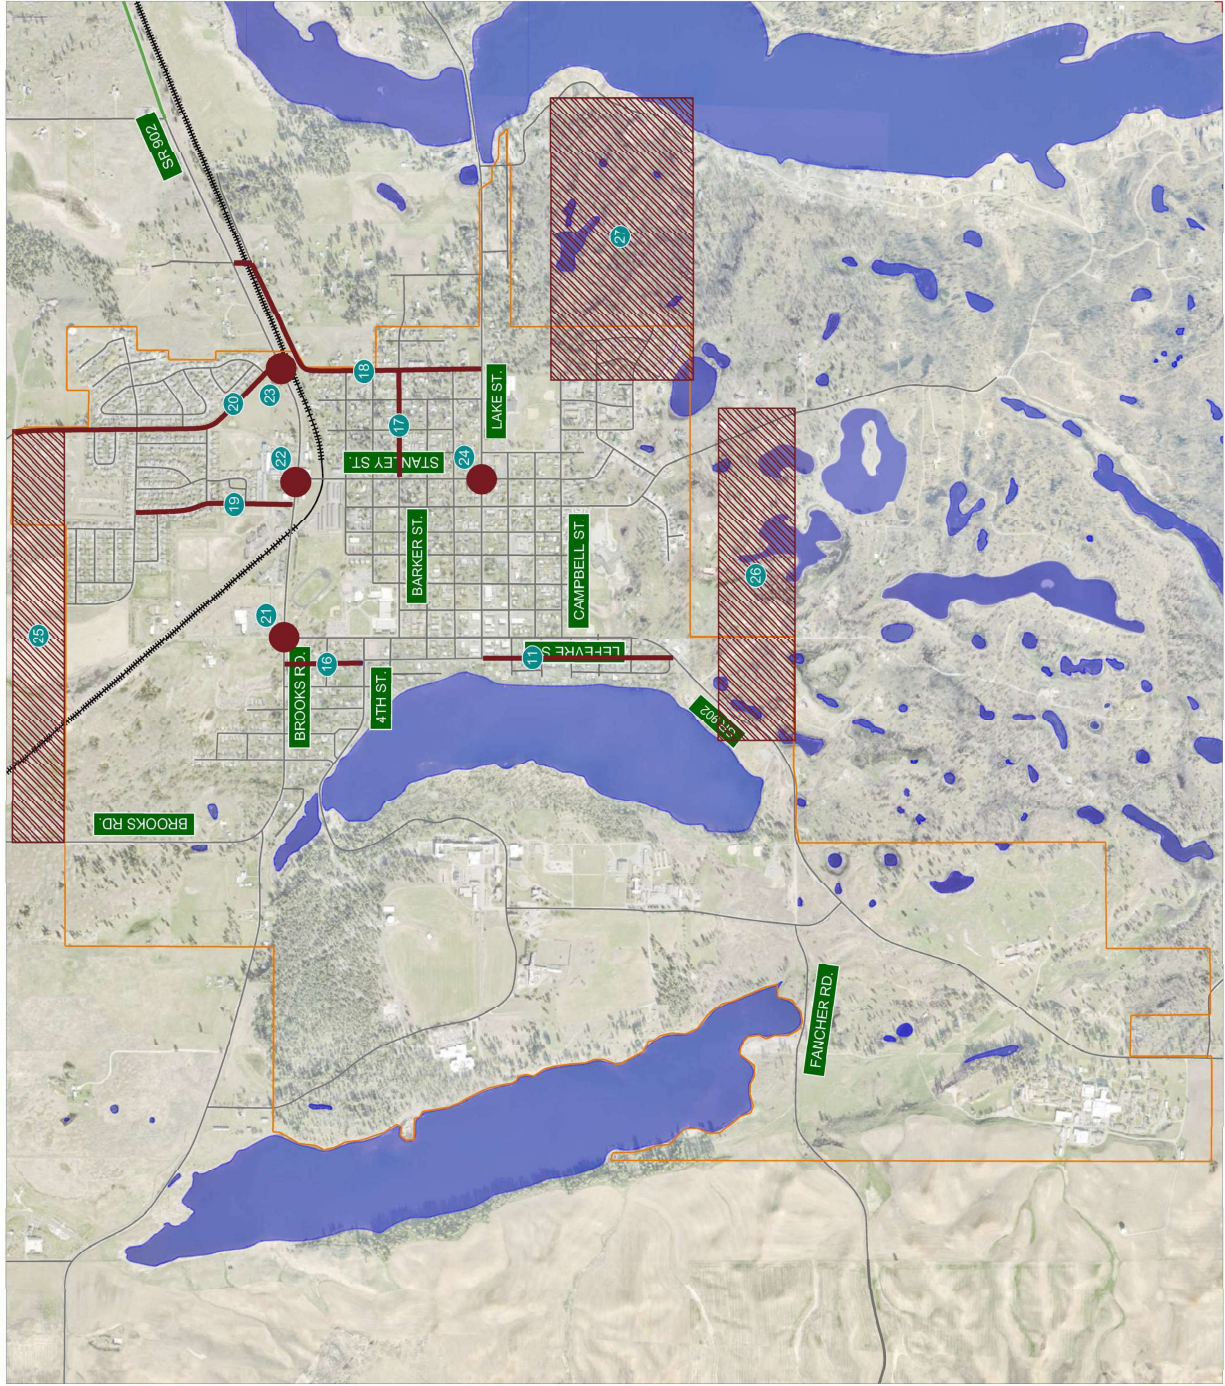 SR 902
27
18
20
23
LAKE ST.
17
22
STANLEY ST.
24
19
BARKER ST.
CAMPBELL ST
26
25
21
16
11
LEFEVRE S
BROOKS RD.
4TH ST.
SR 902
BROOKS RD.
FANCHER RD.